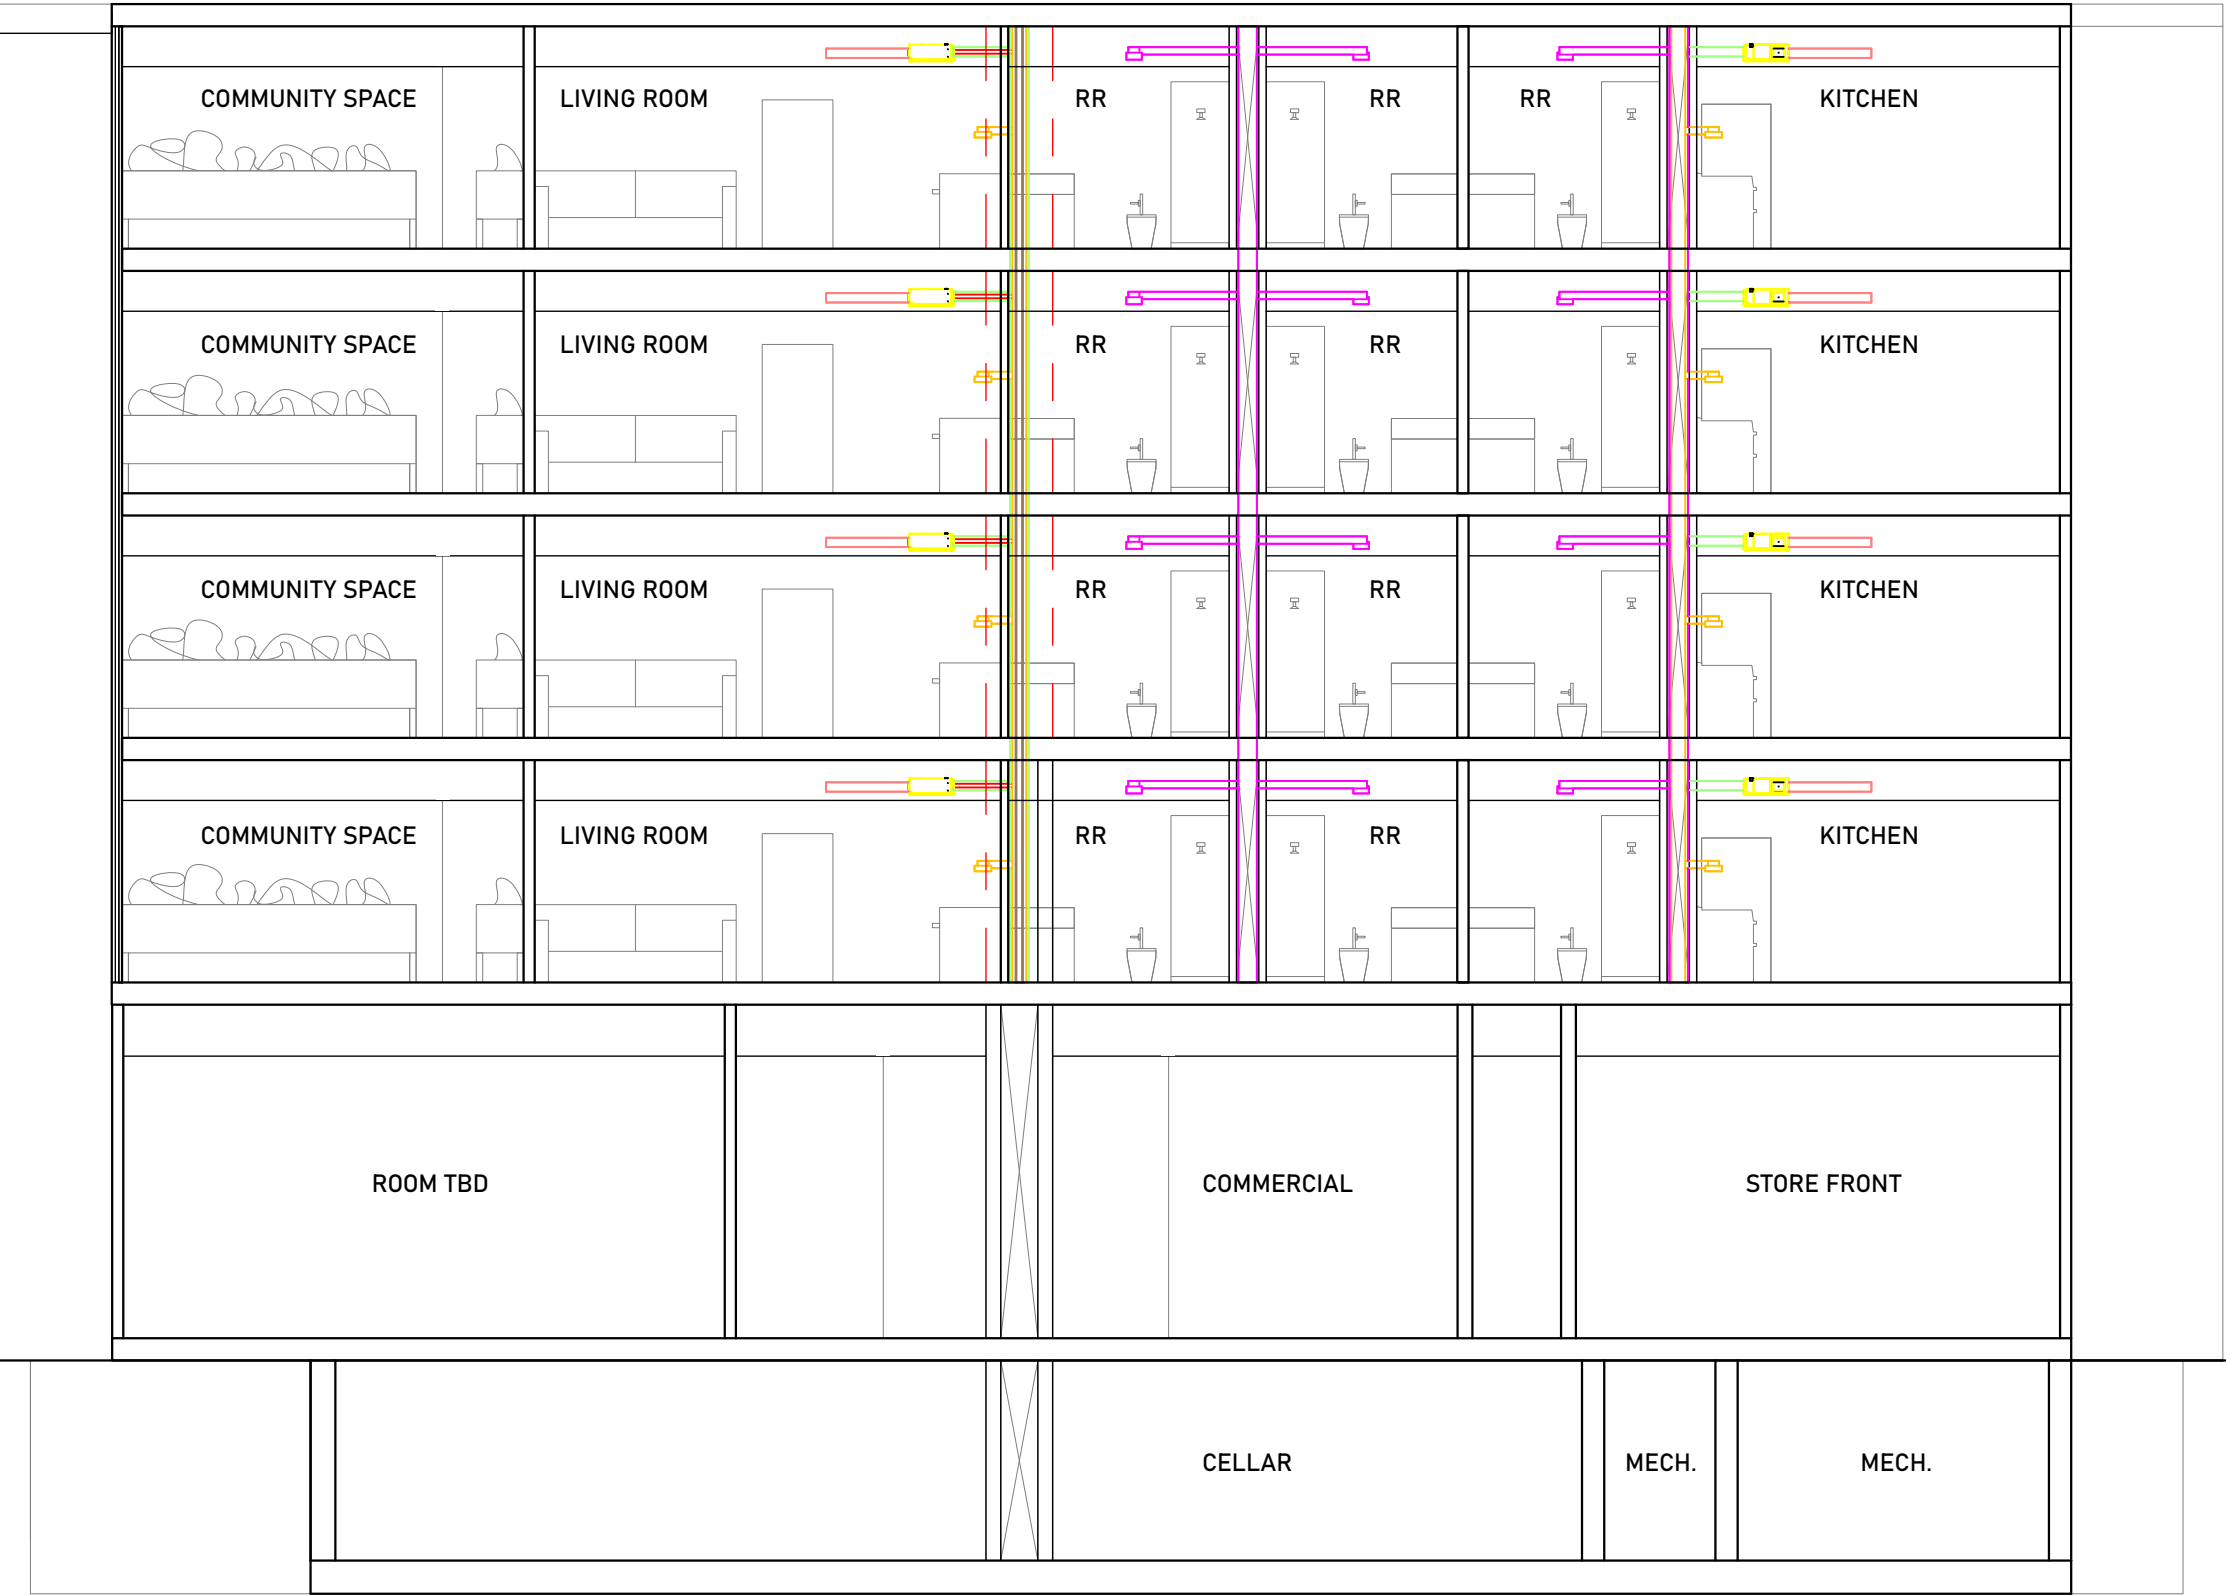 COMMUNITY SPACE LIVING ROOM RR RR RR KITCHEN
COMMUNITY SPACE LIVING ROOM RR RR KITCHEN
COMMUNITY SPACE LIVING ROOM RR RR KITCHEN
COMMUNITY SPACE LIVING ROOM RR RR KITCHEN
ROOM TBD COMMERCIAL STORE FRONT
CELLAR MECH. MECH.